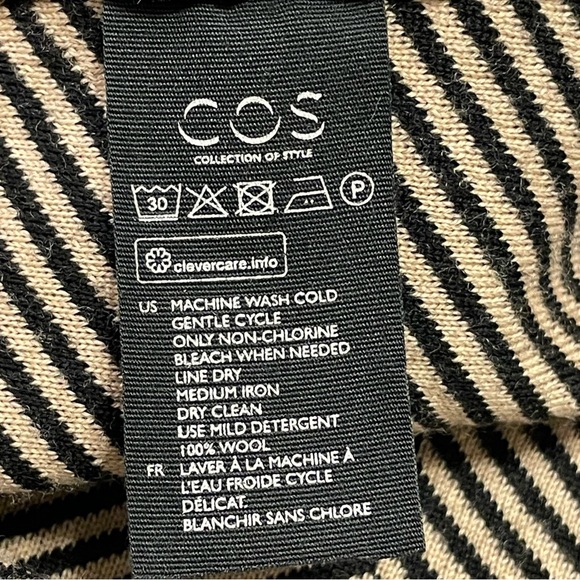 COS
COLLECTION OF STYLE
30
P
clevercare.info
US MACHINE WASH COLD
GENTLE CYCLE
ONLY NON-CHLORINE
BLEACH WHEN NEEDED
LINE DRY
MEDIUM IRON
DRY CLEAN
USE MILD DETERGENT
100% WOOL
FR LAVER À LA MACHINE À
L'EAU FROIDE CYCLE
DÉLICAT.
BLANCHIR SANS CHLORE